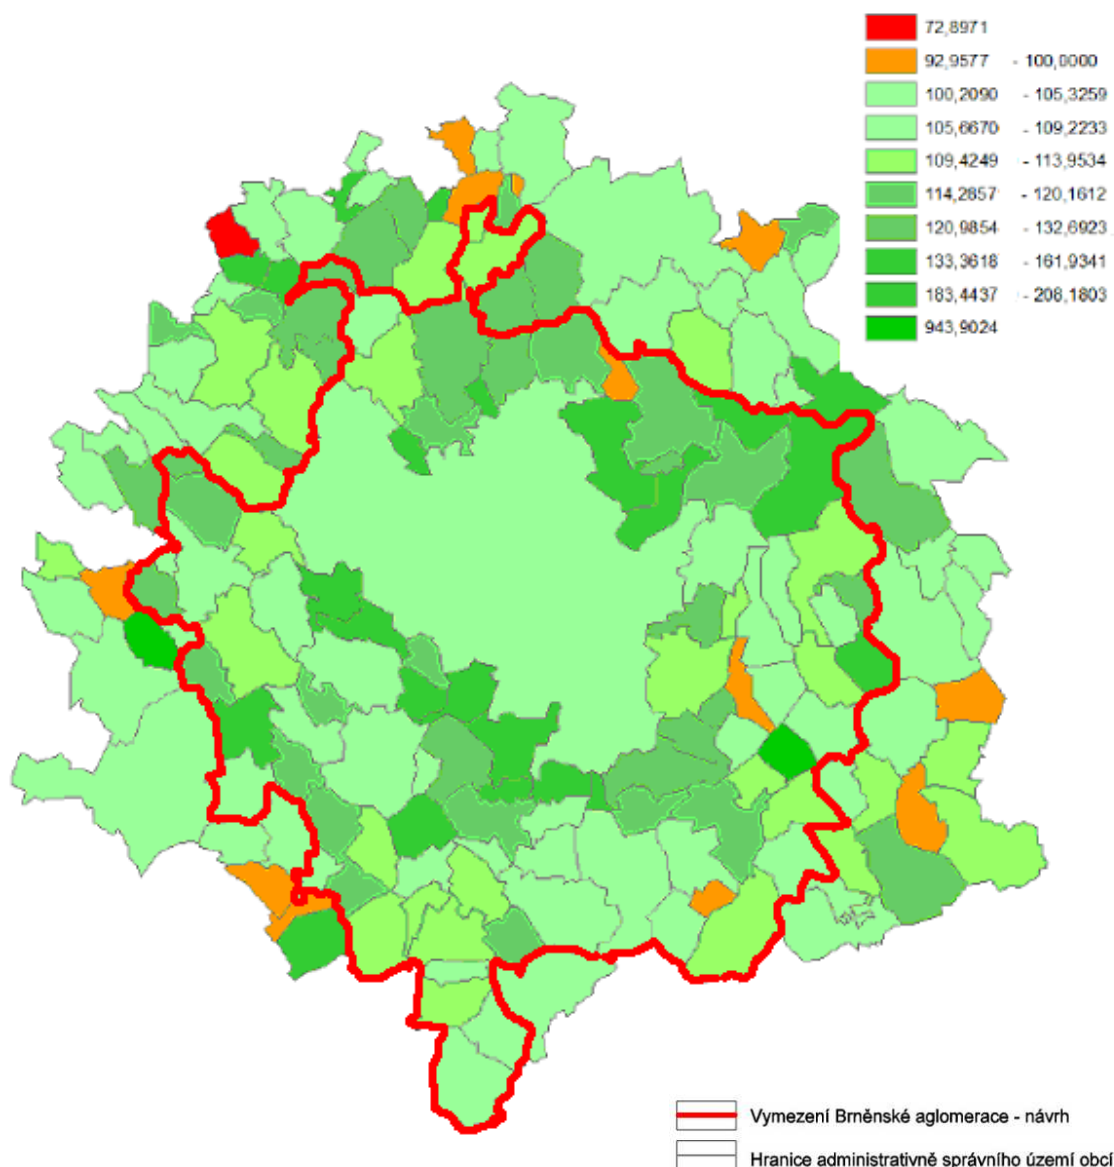 72,8971
92,9577 - 100,0000
100,2090 - 105,3259
105,6670 - 109,2233
109,4249 - 113,9534
114,2857 - 120,1612
120,9854 - 132,6923
133,3618 - 161,9341
183,4437 - 208,1803
943,9024
Vymezení Brněnské aglomerace - návrh
Hranice administrativně správního území obcí